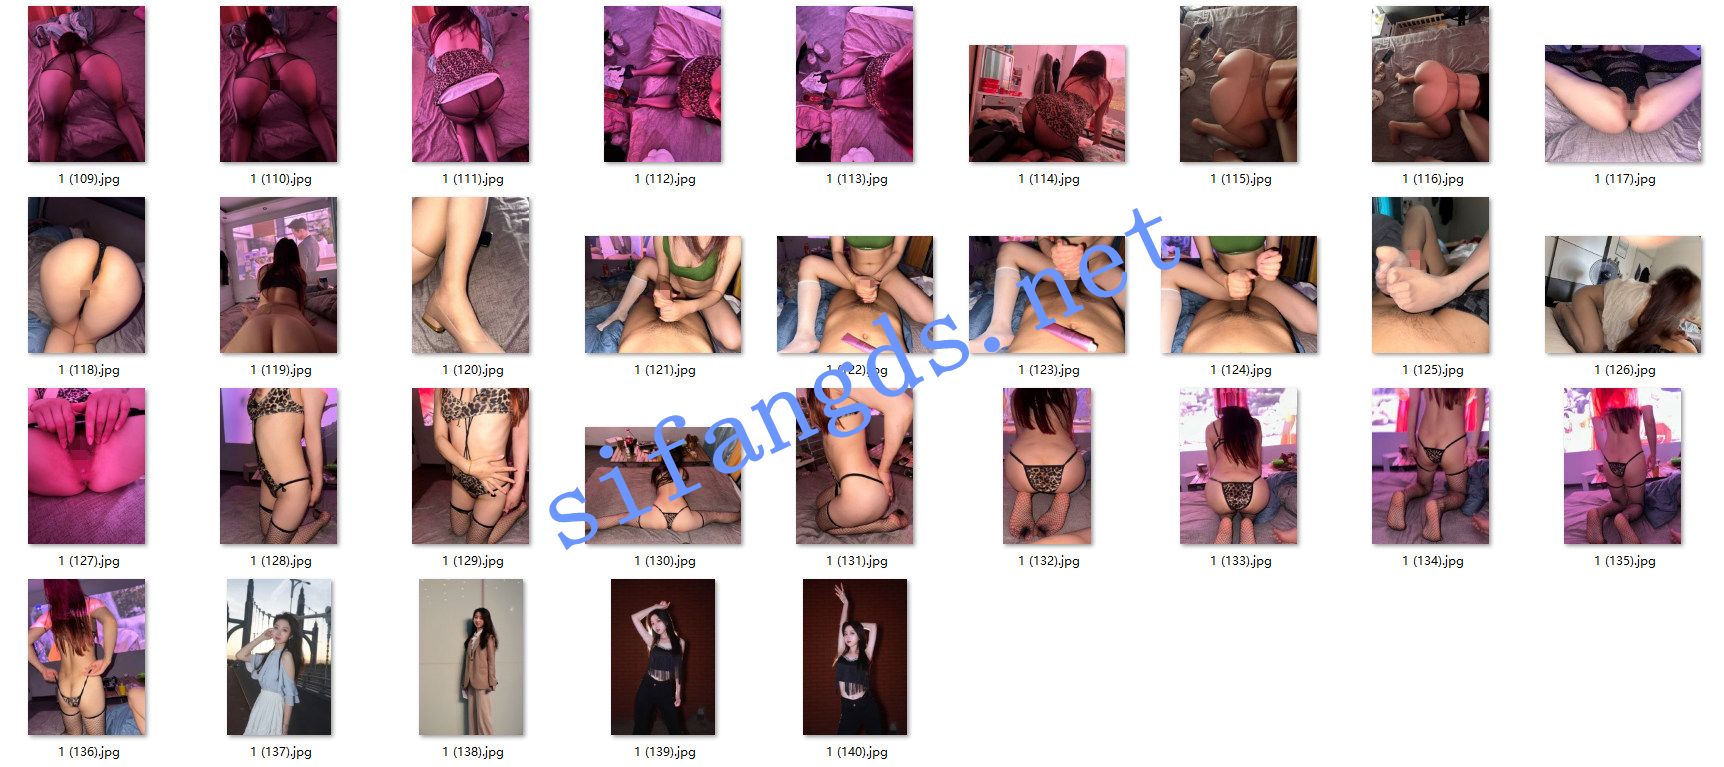 1 (109).jpg 1 (110).jpg 1 (111).jpg 1 (112).jpg 1 (113).jpg 1 (114).jpg 1 (115).jpg 1 (116).jpg 1 (117).jpg
1 (118).jpg 1 (119).jpg 1 (120).jpg 1 (121).jpg 1 (122).jpg 1 (123).jpg 1 (124).jpg 1 (125).jpg 1 (126).jpg
1 (127).jpg 1 (128).jpg 1 (129).jpg 1 (130).jpg 1 (131).jpg 1 (132).jpg 1 (133).jpg 1 (134).jpg 1 (135).jpg
1 (136).jpg 1 (137).jpg 1 (138).jpg 1 (139).jpg 1 (140).jpg
sifangds.net